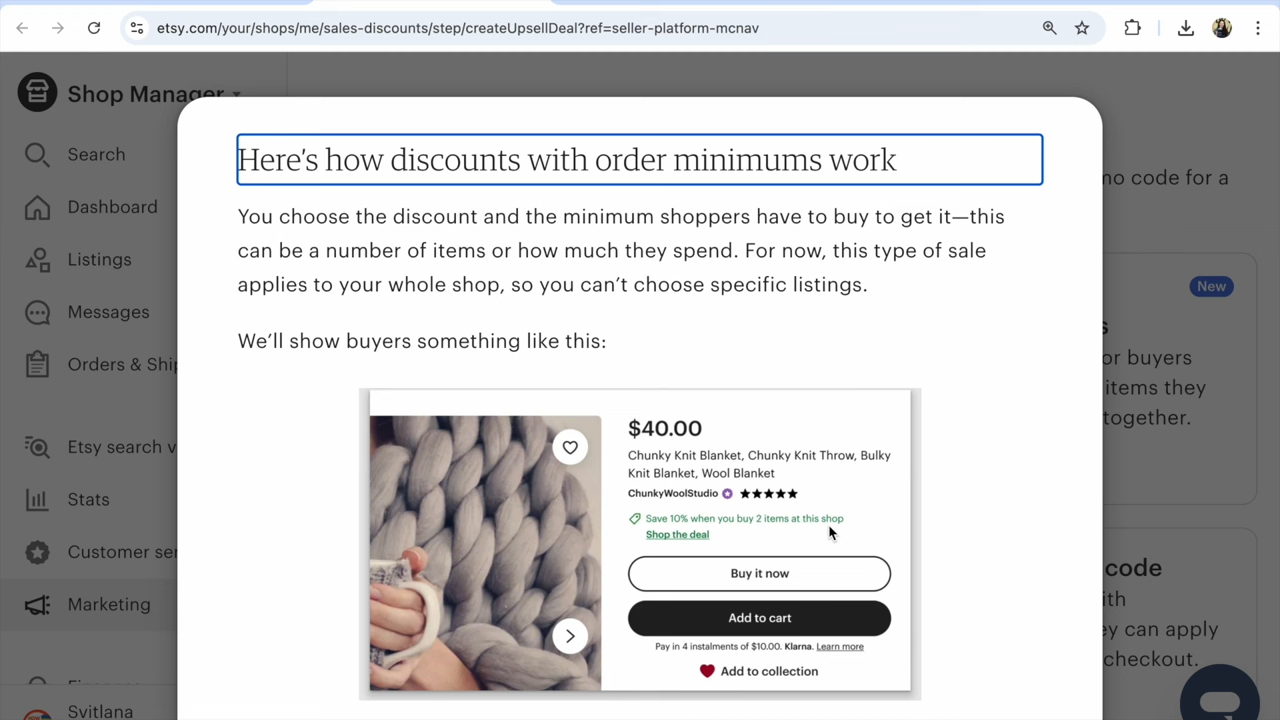 etsy.com/your/shops/me/sales-discounts/step/createUpsellDeal?ref=seller-platform-mcnav
Shop Manager
Search
Dashboard
Listings
Messages
Orders & Ship
Etsy search v
Stats
Customer ser
Marketing
Svitlana
Here's how discounts with order minimums work
You choose the discount and the minimum shoppers have to buy to get it—this
can be a number of items or how much they spend. For now, this type of sale
applies to your whole shop, so you can't choose specific listings.
We'll show buyers something like this:
$40.00
Chunky Knit Blanket, Chunky Knit Throw, Bulky
Knit Blanket, Wool Blanket
ChunkyWoolStudio
Save 10% when you buy 2 items at this shop
Shop the deal
Buy it now
Add to cart
Pay in 4 instalments of $10.00. Klarna. Learn more
Add to collection
mo code for a
New
s
or buyers
items they
together.
code
ith
ey can apply
checkout.